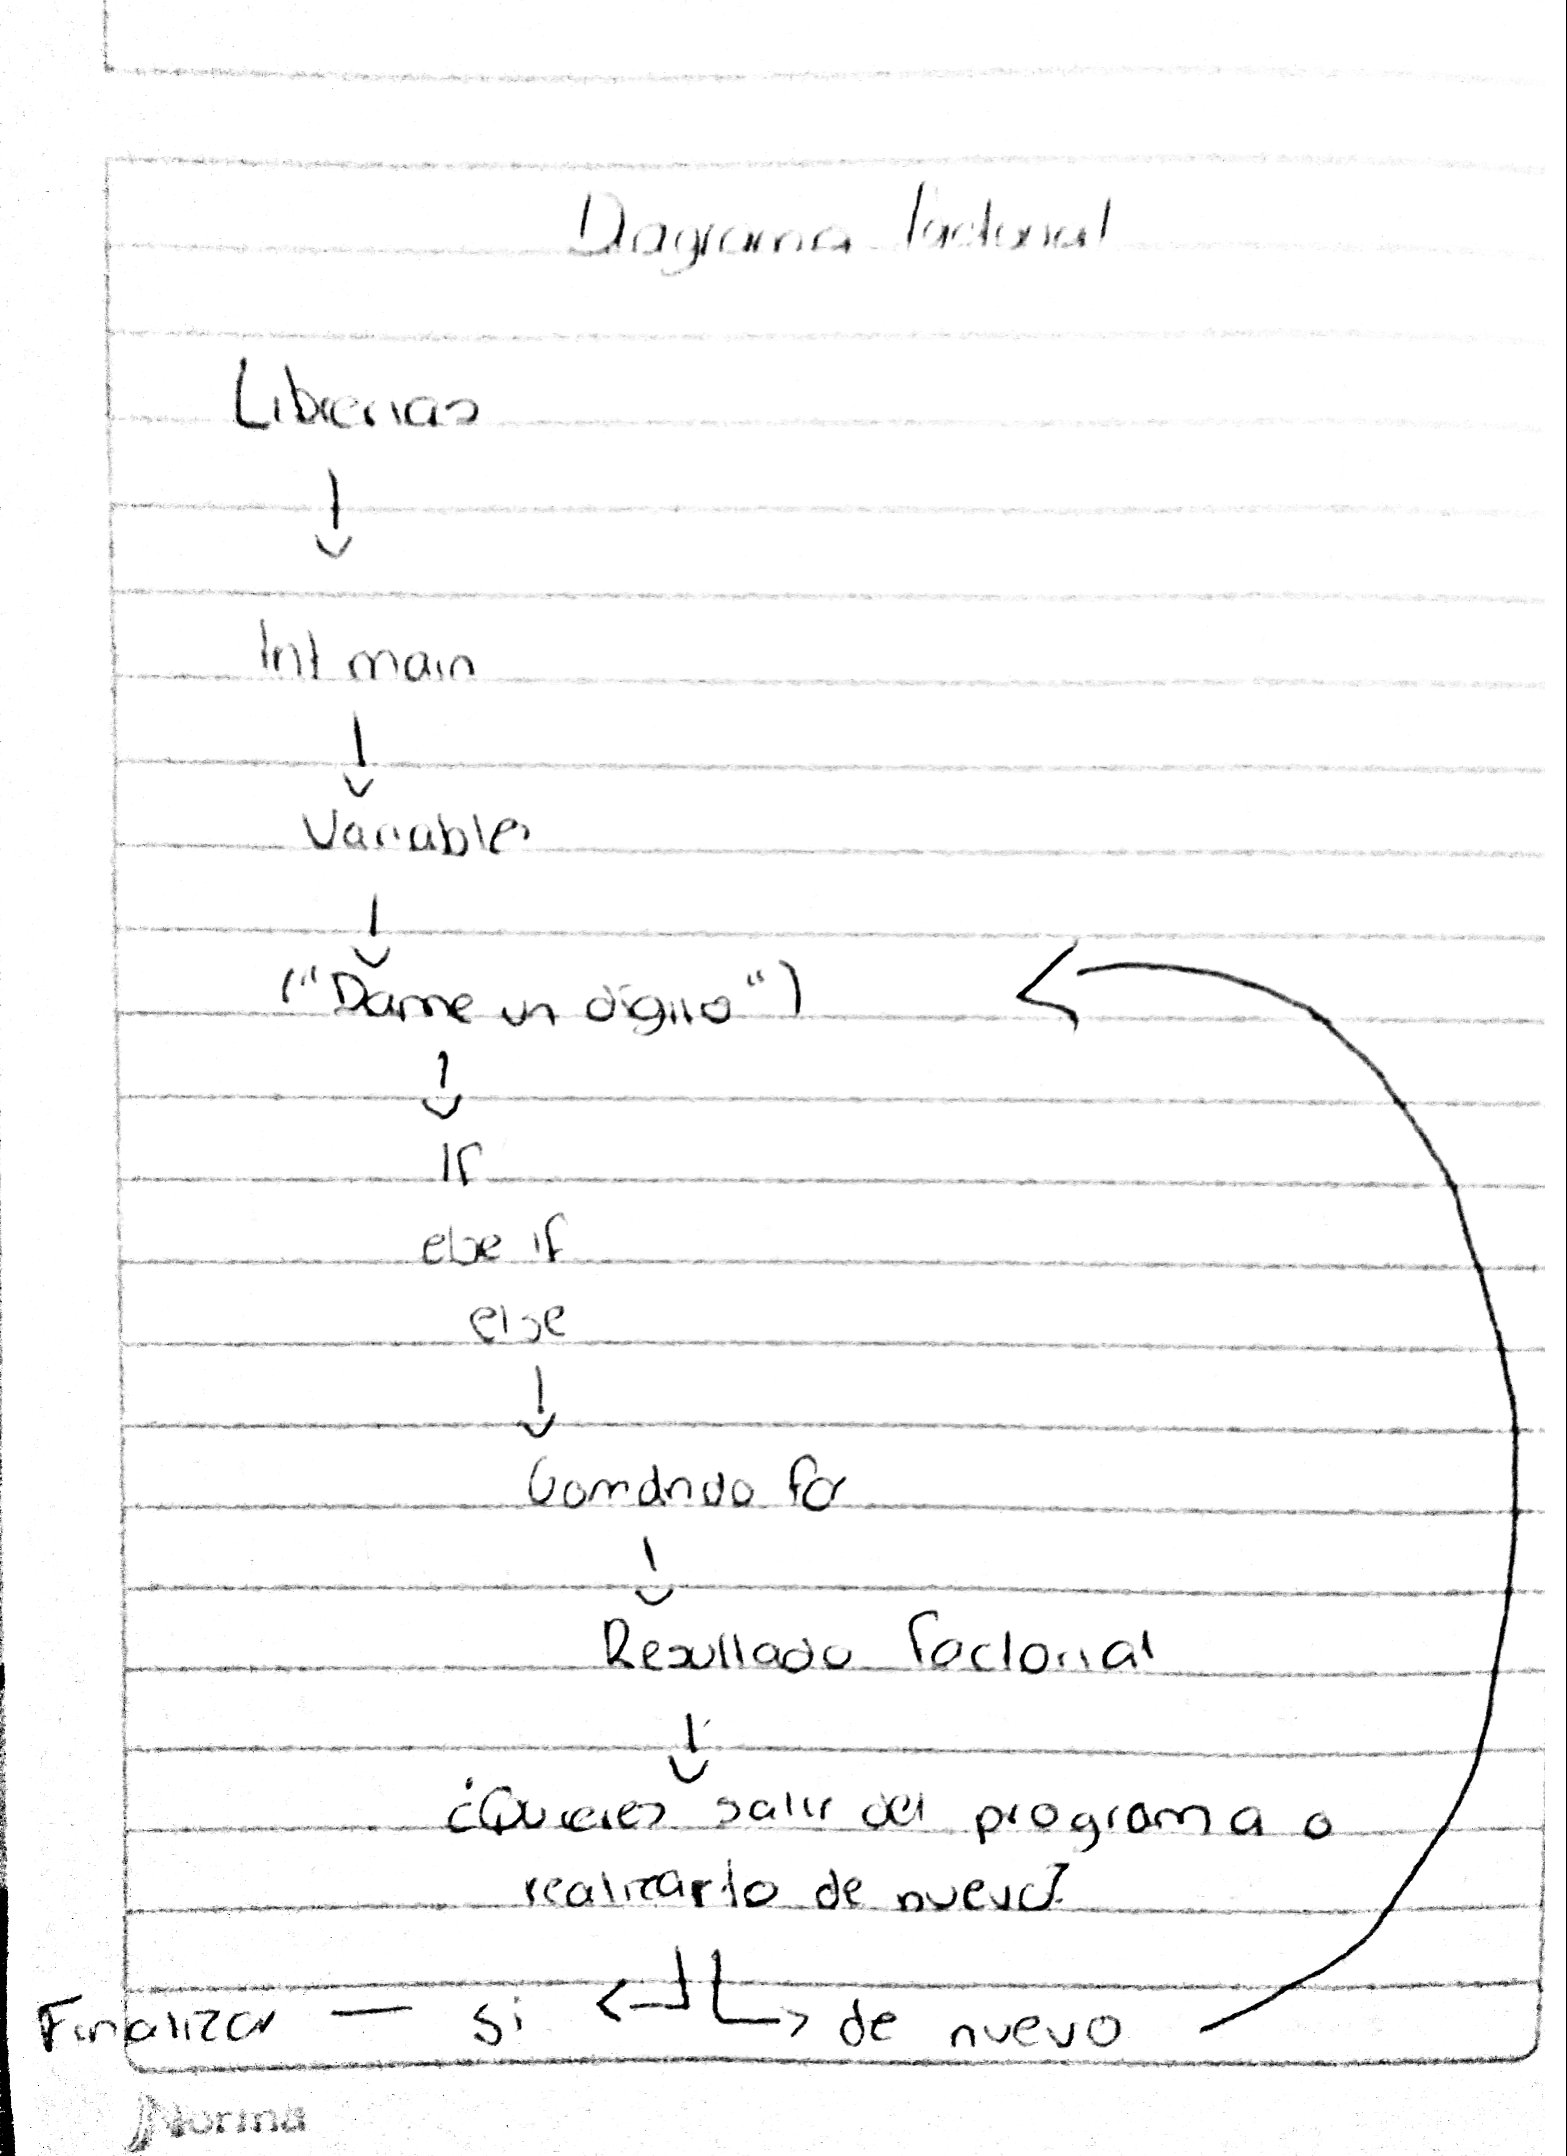 Diagrama factorial
Librerias
Int main
Variables
("Dame un digito")
If
else if
else
Comando for
Resultado factorial
¿Quieres salir del programa o
realizarlo de nuevo?
Finalizar — si de nuevo
Norma